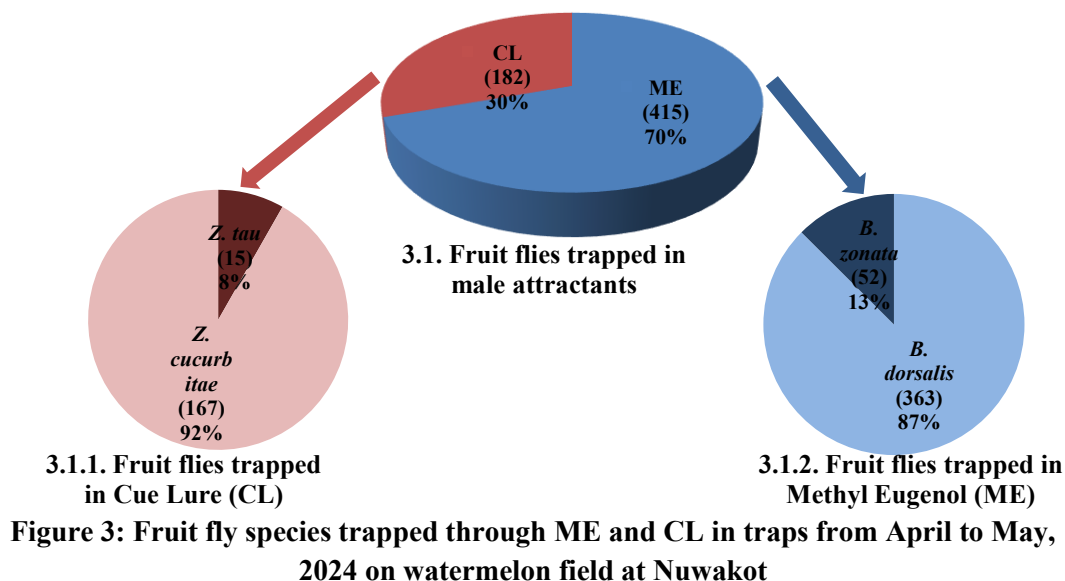 CL
(182)
30%
ME
(415)
70%
3.1. Fruit flies trapped in
male attractants
Z. tau
(15)
8%
Z.
cucurb
itae
(167)
92%
3.1.1. Fruit flies trapped
in Cue Lure (CL)
B.
zonata
(52)
13%
B.
dorsalis
(363)
87%
3.1.2. Fruit flies trapped in
Methyl Eugenol (ME)
Figure 3: Fruit fly species trapped through ME and CL in traps from April to May,
2024 on watermelon field at Nuwakot